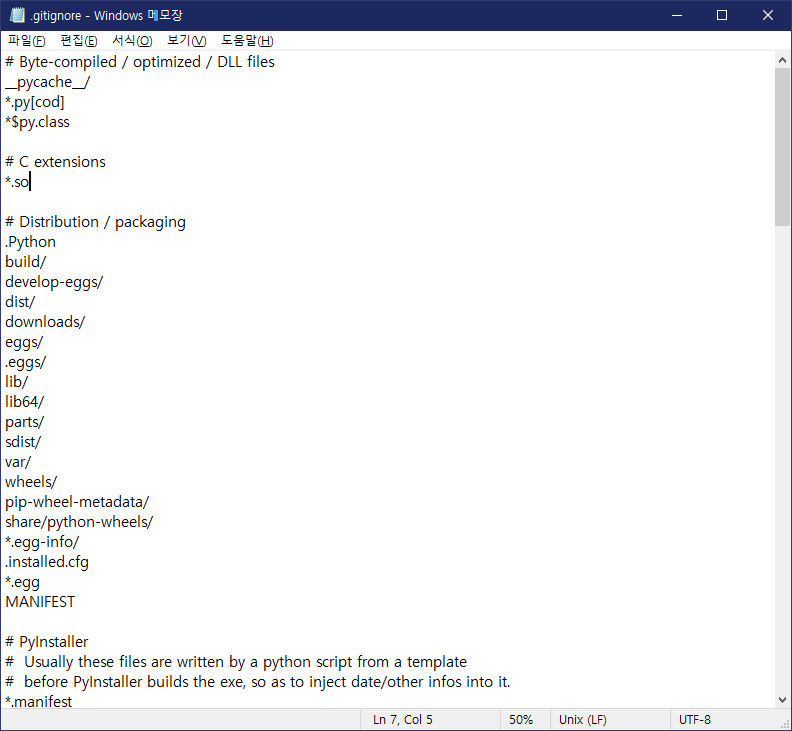 .gitignore - Windows 메모장
파일(F) 편집(E) 서식(O) 보기(V) 도움말(H)
# Byte-compiled / optimized / DLL files
__pycache__/
*.py[cod]
*$py.class
# C extensions
*.so
# Distribution / packaging
.Python
build/
develop-eggs/
dist/
downloads/
eggs/
.eggs/
lib/
lib64/
parts/
sdist/
var/
wheels/
pip-wheel-metadata/
share/python-wheels/
*.egg-info/
.installed.cfg
*.egg
MANIFEST
# PyInstaller
#  Usually these files are written by a python script from a template
#  before PyInstaller builds the exe, so as to inject date/other infos into it.
*.manifest
Ln 7, Col 5 50% Unix (LF) UTF-8